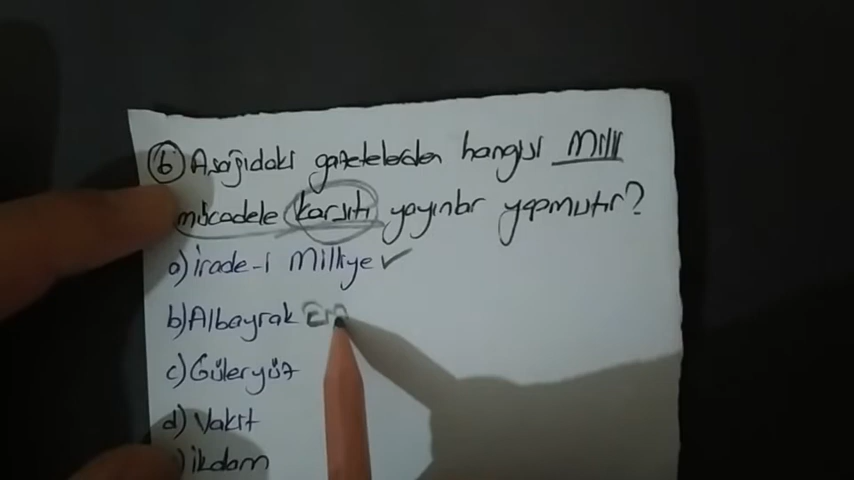 6) Aşağıdaki gazetelerden hangisi Milli
mücadele karşıtı yayınlar yapmıştır?
a) İrade-i Milliye ✓
b) Albayrak
c) Güleryüz
d) Vakit
) ikdam